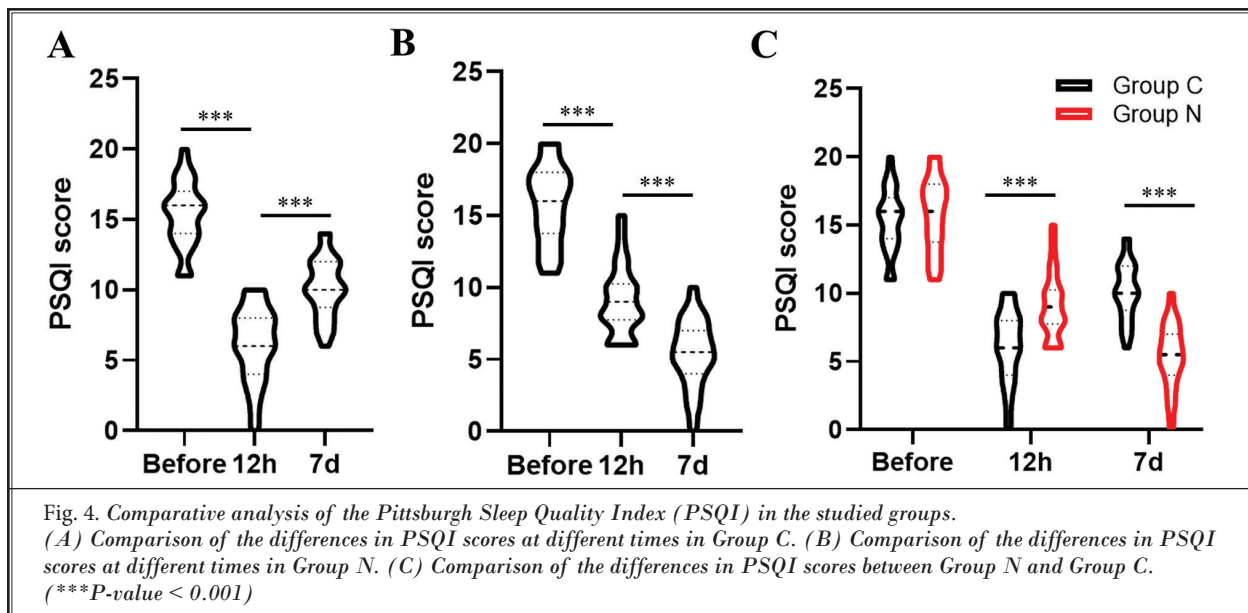 A
25
20
15
10
5
0
PSQI score
***
***
Before 12h 7d
B
25
20
15
10
5
0
PSQI score
***
***
Before 12h 7d
C
Group C
Group N
25
20
15
10
5
0
PSQI score
***
***
Before 12h 7d
Fig. 4. Comparative analysis of the Pittsburgh Sleep Quality Index (PSQI) in the studied groups.
(A) Comparison of the differences in PSQI scores at different times in Group C. (B) Comparison of the differences in PSQI
scores at different times in Group N. (C) Comparison of the differences in PSQI scores between Group N and Group C.
(***P-value < 0.001)